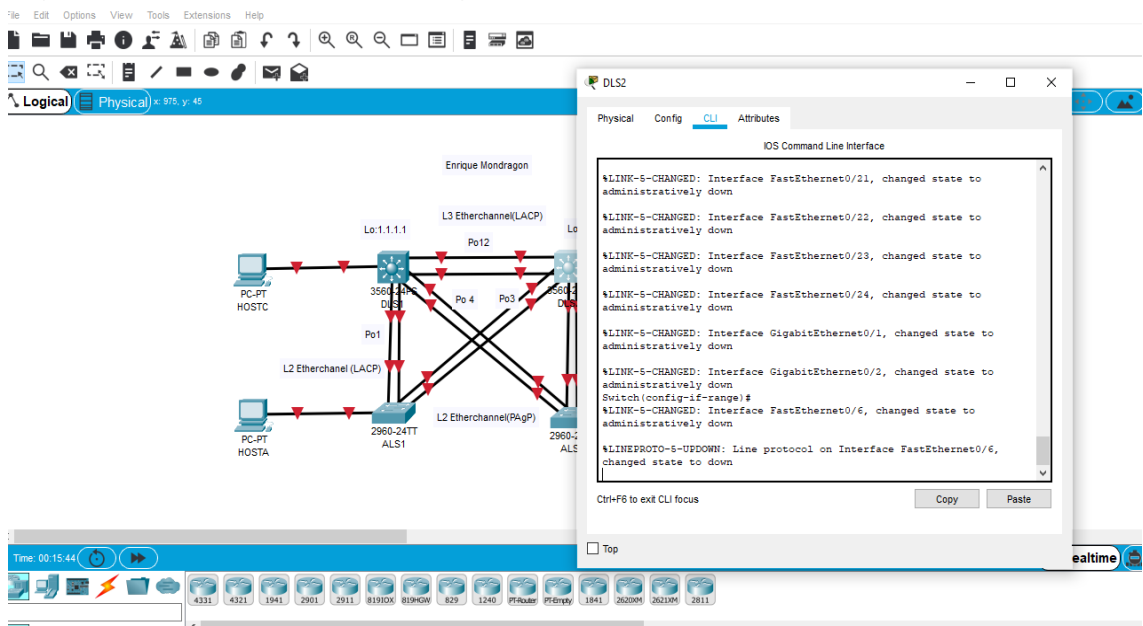 File Edit Options View Tools Extensions Help
Logical Physical x: 975, y: 45
Enrique Mondragon
L3 Etherchannel(LACP)
Lo:1.1.1.1
Lo
Po12
PC-PT
HOSTC
3560-24PS
DLS1
Po 4
Po3
Po1
L2 Etherchanel (LACP)
L2 Etherchannel(PAgP)
PC-PT
HOSTA
2960-24TT
ALS1
2960-2
ALS
DLS2
Physical Config CLI Attributes
IOS Command Line Interface
%LINK-5-CHANGED: Interface FastEthernet0/21, changed state to
administratively down
%LINK-5-CHANGED: Interface FastEthernet0/22, changed state to
administratively down
%LINK-5-CHANGED: Interface FastEthernet0/23, changed state to
administratively down
%LINK-5-CHANGED: Interface FastEthernet0/24, changed state to
administratively down
%LINK-5-CHANGED: Interface GigabitEthernet0/1, changed state to
administratively down
%LINK-5-CHANGED: Interface GigabitEthernet0/2, changed state to
administratively down
Switch(config-if-range)#
%LINK-5-CHANGED: Interface FastEthernet0/6, changed state to
administratively down
%LINEPROTO-5-UPDOWN: Line protocol on Interface FastEthernet0/6,
changed state to down
Ctrl+F6 to exit CLI focus
Copy Paste
Top
Time: 00:15:44
ealtime
4331 4321 1941 2901 2911 819IOX 819HGW 829 1240 PT-Router PT-Empty 1841 2620XM 2621XM 2811